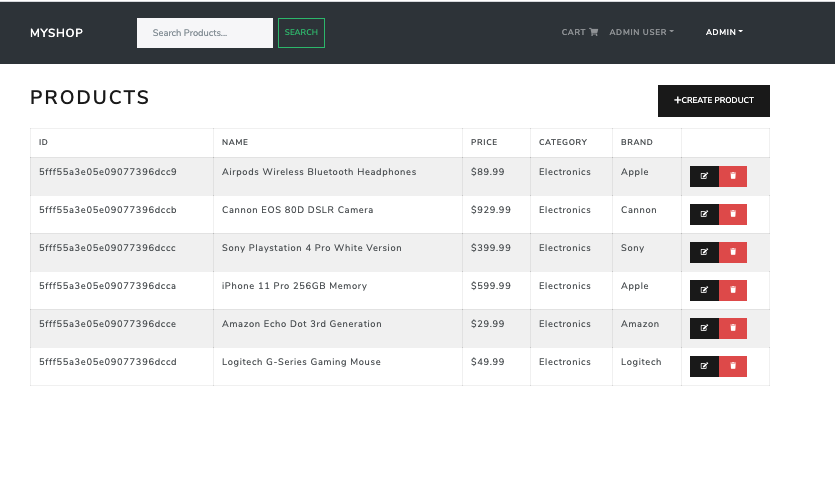 MYSHOP Search Products... SEARCH CART ADMIN USER ADMIN
PRODUCTS +CREATE PRODUCT
ID NAME PRICE CATEGORY BRAND
5fff55a3e05e09077396dcc9 Airpods Wireless Bluetooth Headphones $89.99 Electronics Apple
5fff55a3e05e09077396dccb Cannon EOS 80D DSLR Camera $929.99 Electronics Cannon
5fff55a3e05e09077396dccc Sony Playstation 4 Pro White Version $399.99 Electronics Sony
5fff55a3e05e09077396dcca iPhone 11 Pro 256GB Memory $599.99 Electronics Apple
5fff55a3e05e09077396dcce Amazon Echo Dot 3rd Generation $29.99 Electronics Amazon
5fff55a3e05e09077396dccd Logitech G-Series Gaming Mouse $49.99 Electronics Logitech